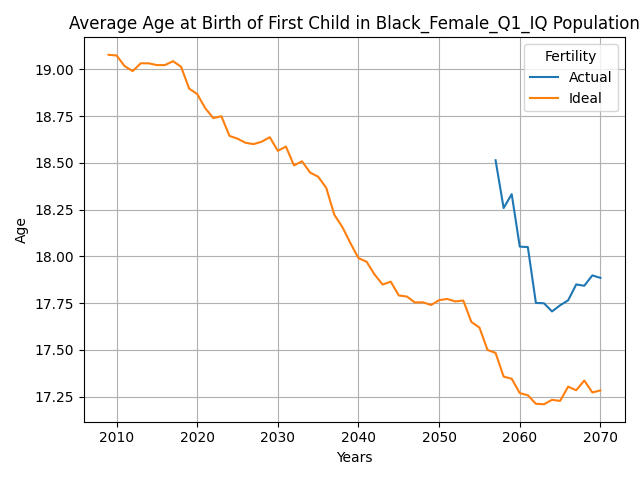 Average Age at Birth of First Child in Black_Female_Q1_IQ Population
Fertility
Actual
Ideal
Age
19.00
18.75
18.50
18.25
18.00
17.75
17.50
17.25
2010 2020 2030 2040 2050 2060 2070
Years